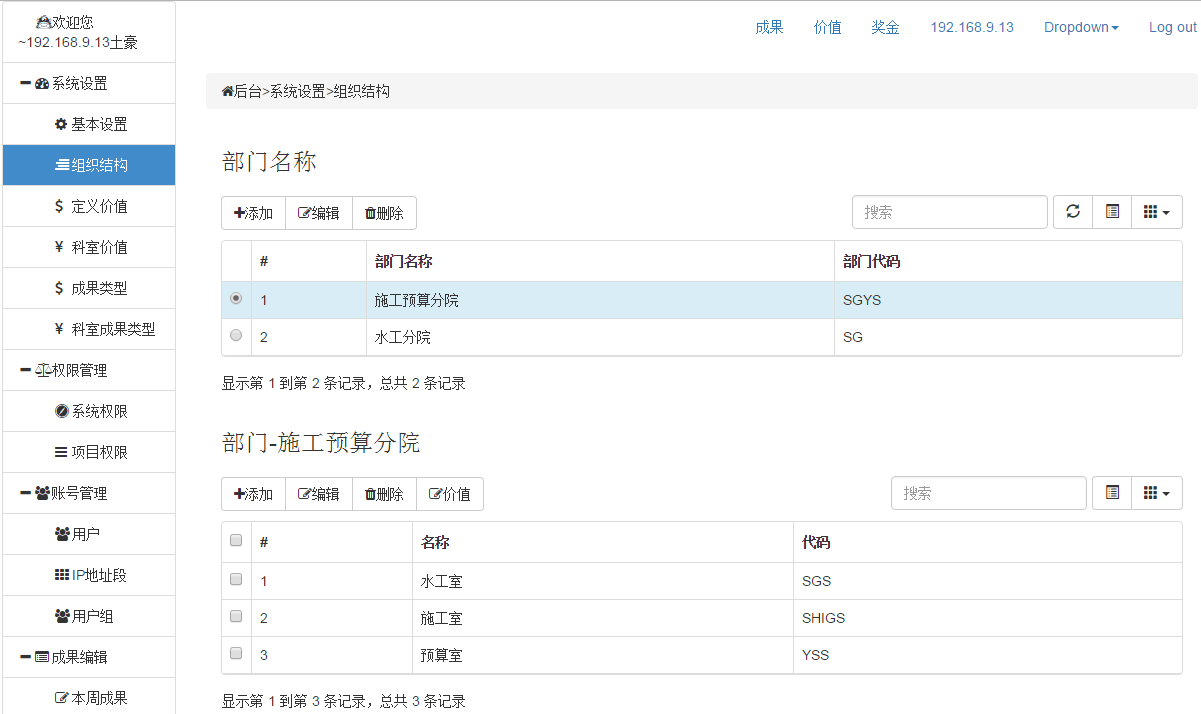 欢迎您
~192.168.9.13土豪
系统设置
基本设置
组织结构
$ 定义价值
¥ 科室价值
$ 成果类型
¥ 科室成果类型
权限管理
系统权限
项目权限
账号管理
用户
IP地址段
用户组
成果编辑
本周成果
成果 价值 奖金 192.168.9.13 Dropdown Log out
后台>系统设置>组织结构
部门名称
添加 编辑 删除 搜索
# 部门名称 部门代码
1 施工预算分院 SGYS
2 水工分院 SG
显示第 1 到第 2 条记录，总共 2 条记录
部门-施工预算分院
添加 编辑 删除 价值 搜索
# 名称 代码
1 水工室 SGS
2 施工室 SHIGS
3 预算室 YSS
显示第 1 到第 3 条记录，总共 3 条记录